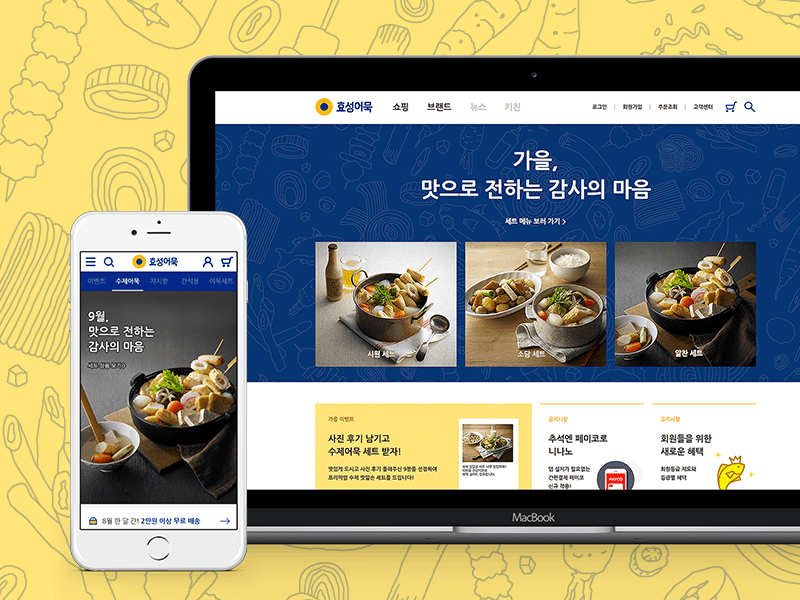 효성어묵
쇼핑
브랜드
뉴스
키친
로그인 | 회원가입 | 주문조회 | 고객센터
가을,
맛으로 전하는 감사의 마음
세트 메뉴 보러 가기 >
시원 세트
소담 세트
알찬 세트
가을 이벤트
사진 후기 남기고
수제어묵 세트 받자!
맛있게 드시고 사진 후기 올려주신 9분을 선정하여
프리미엄 수제 맛알손 세트를 드립니다!
공지사항
추석엔 페이코로
니나노
앱 설치가 필요없는
간편결제 페이코
신규 적용!
PAYCO
공지사항
회원들을 위한
새로운 혜택
회원등급 제도와
등급별 혜택
MacBook
효성어묵
이벤트
수제어묵
간식용
어묵세트
9월,
맛으로 전하는
감사의 마음
세트 상품 보기 >
8월 한 달 간! 2만원 이상 무료 배송